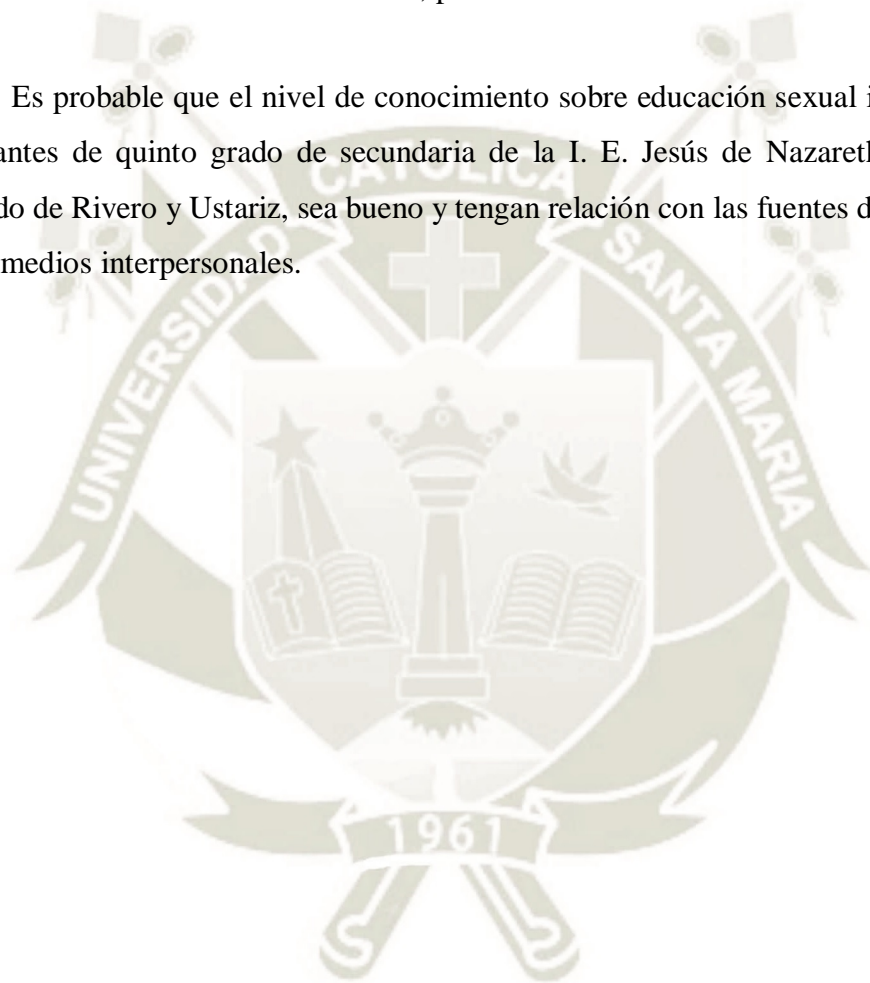 Es probable que el nivel de conocimiento sobre educación sexual i
antes de quinto grado de secundaria de la I. E. Jesús de Nazareth
do de Rivero y Ustariz, sea bueno y tengan relación con las fuentes d
medios interpersonales.
UNIVERSIDAD CATÓLICA SANTA MARIA
1961